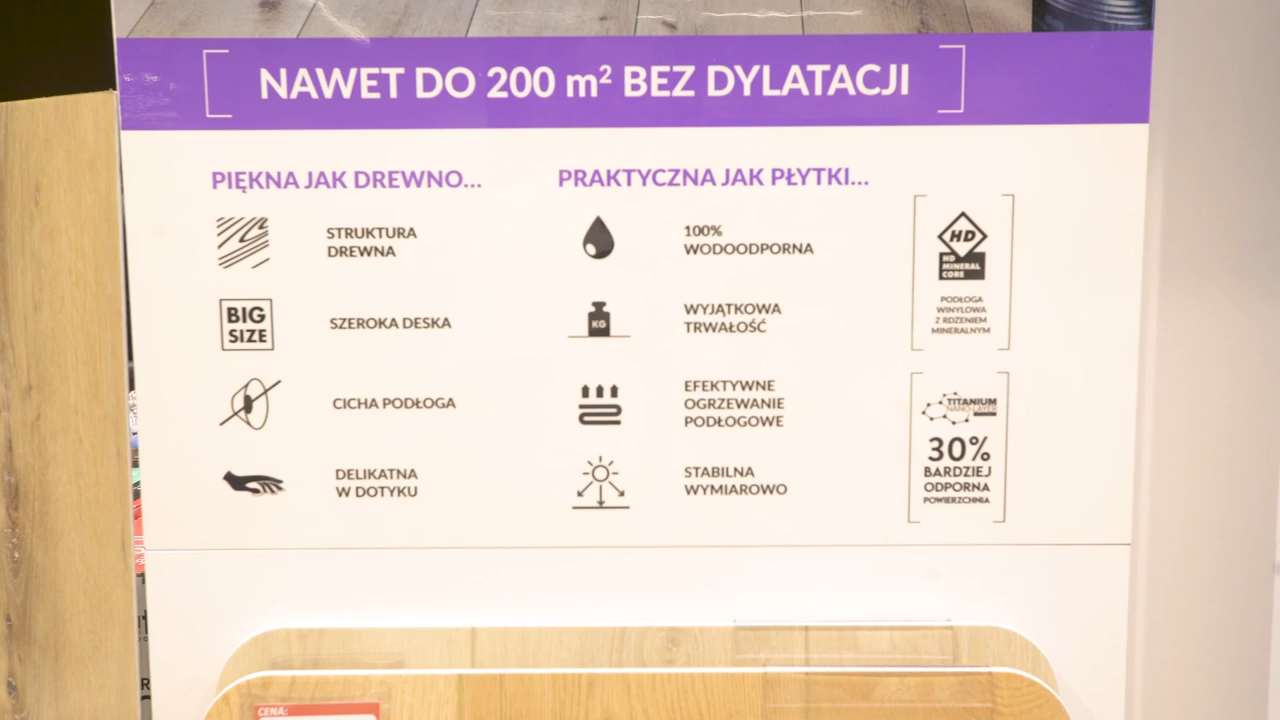 NAWET DO 200 m² BEZ DYLATACJI
PIĘKNA JAK DREWNO...
STRUKTURA
DREWNA
BIG
SIZE
SZEROKA DESKA
CICHA PODŁOGA
DELIKATNA
W DOTYKU
PRAKTYCZNA JAK PŁYTKI...
100%
WODOODPORNA
KG
WYJĄTKOWA
TRWAŁOŚĆ
EFEKTYWNE
OGRZEWANIE
PODŁOGOWE
STABILNA
WYMIAROWO
HD
HD
MINERAL
CORE
PODŁOGA
WINYLOWA
Z RDZENIEM
MINERALNYM
TITANIUM
NANO-LAYER
30%
BARDZIEJ
ODPORNA
POWIERZCHNIA
CENA: